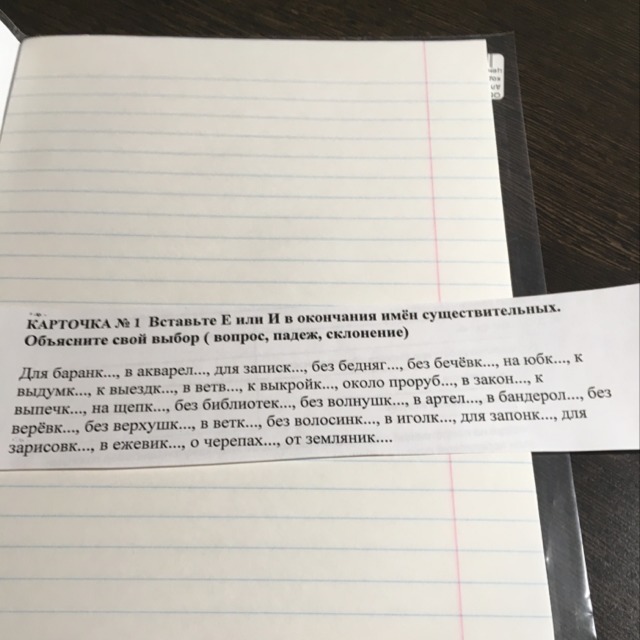 КАРТОЧКА № 1 Вставьте Е или И в окончания имён существительных.
Объясните свой выбор ( вопрос, падеж, склонение)
Для баранк..., в акварел..., для записк..., без бедняг..., без бечёвк..., на юбк..., к
выдумк..., к выездк..., в ветв..., к выкройк..., около проруб..., в закон..., к
выпечк..., на щепк..., без библиотек..., без волнушк..., в артел..., в бандерол..., без
верёвк..., без верхушк..., в ветк..., без волосинк..., в иголк..., для запонк..., для
зарисовк..., в ежевик..., о черепах..., от земляник....